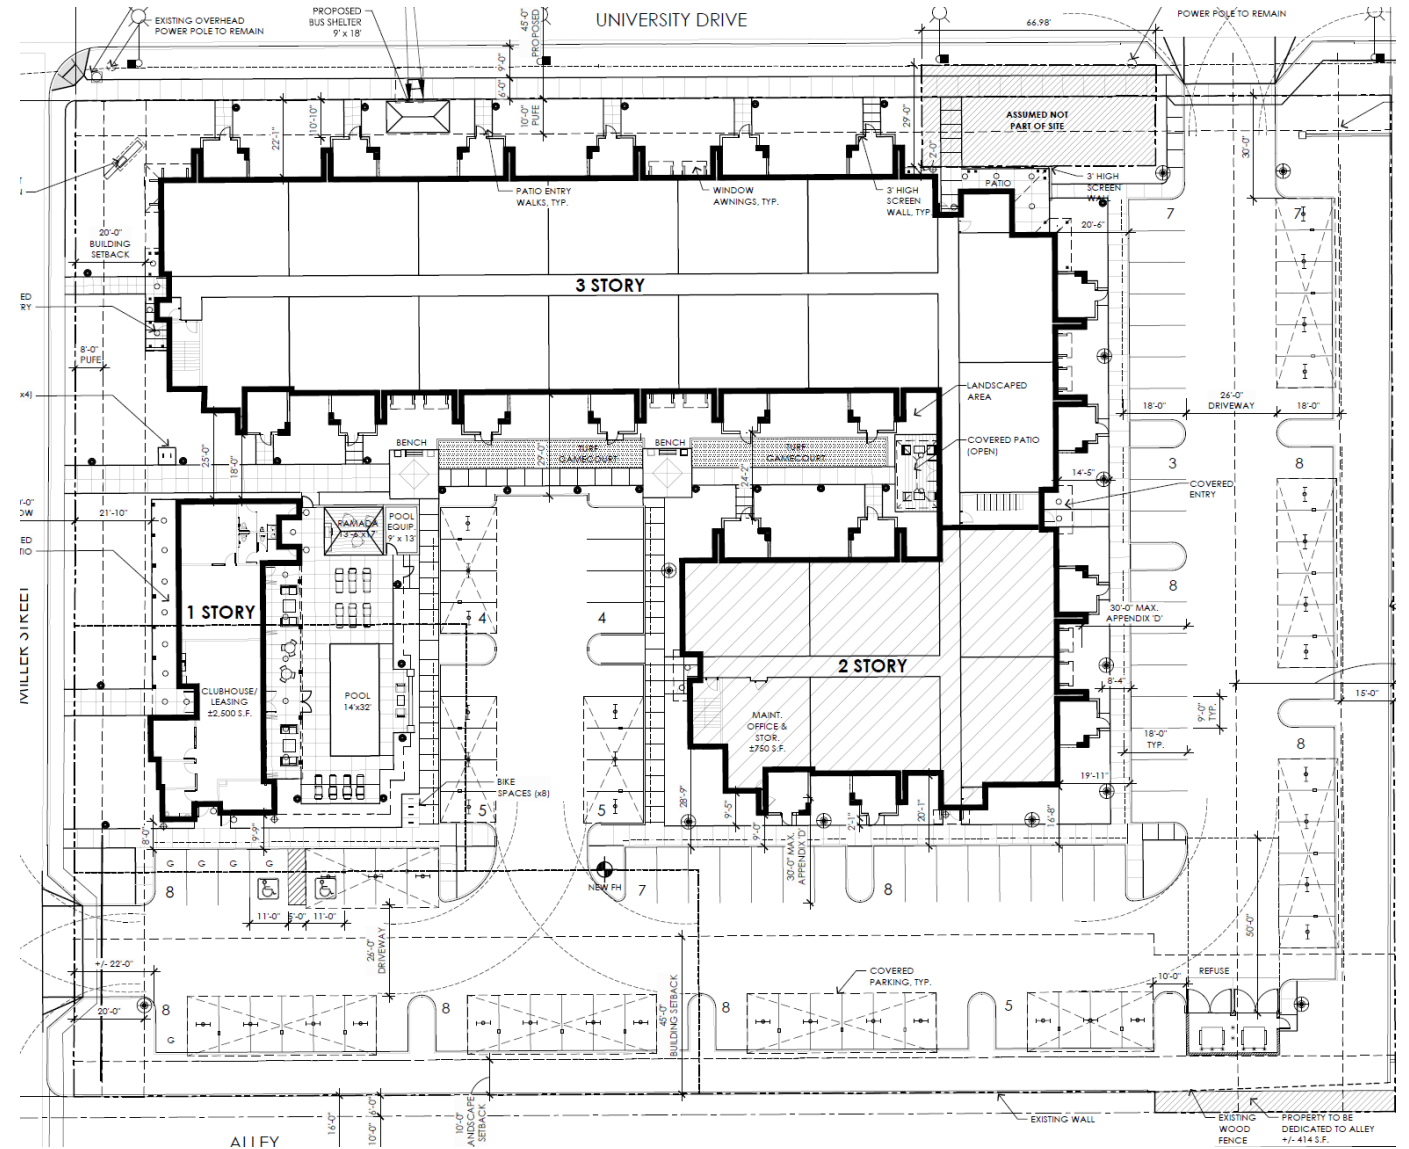 UNIVERSITY DRIVE
EXISTING OVERHEAD
POWER POLE TO REMAIN
PROPOSED
BUS SHELTER
9' x 18'
45'-0"
PROPOSED
66.98'
POWER POLE TO REMAIN
9'-0"
6'-0"
10'-0"
PUFE
10'-10"
22'-1"
29'-0"
2'-0"
ASSUMED NOT
PART OF SITE
30'-0"
PATIO ENTRY
WALKS, TYP.
WINDOW
AWNINGS, TYP.
3' HIGH
SCREEN
WALL, TYP.
PATIO
3' HIGH
SCREEN
WALL
7
7
20'-6"
20'-0"
BUILDING
SETBACK
3 STORY
8'-0"
PUFE
LANDSCAPED
AREA
26'-0"
DRIVEWAY
18'-0"
18'-0"
BENCH
BENCH
TURF
GAMECOURT
TURF
GAMECOURT
COVERED PATIO
(OPEN)
25'-0"
18'-0"
29'-0"
24'-2"
14'-5"
3
8
COVERED
ENTRY
21'-10"
RAMADA
13'-6"x17'
POOL
EQUIP.
9' x 13'
8
1 STORY
4
4
30'-0" MAX.
APPENDIX 'D'
8
MILLER STREET
2 STORY
CLUBHOUSE/
LEASING
±2,500 S.F.
POOL
14'x32'
MAINT.
OFFICE &
STOR.
±750 S.F.
8'-4"
15'-0"
9'-0"
TYP.
18'-0"
TYP.
8
19'-11"
BIKE
SPACES (x8)
5
5
28'-9"
9'-5"
9'-0"
2'-1"
20'-1"
16'-8"
8'-0"
9'-9"
30'-0" MAX.
APPENDIX 'D'
G
G
G
G
8
NEW FH
7
8
11'-0"
5'-0"
11'-0"
26'-0"
DRIVEWAY
50'-0"
+/- 22'-0"
COVERED
PARKING, TYP.
10'-0"
REFUSE
20'-0"
8
G
8
45'-0"
BUILDING SETBACK
8
5
16'-0"
10'-0"
6'-0"
10'-0"
LANDSCAPE
SETBACK
EXISTING WALL
EXISTING
WOOD
FENCE
PROPERTY TO BE
DEDICATED TO ALLEY
+/- 414 S.F.
ALLEY